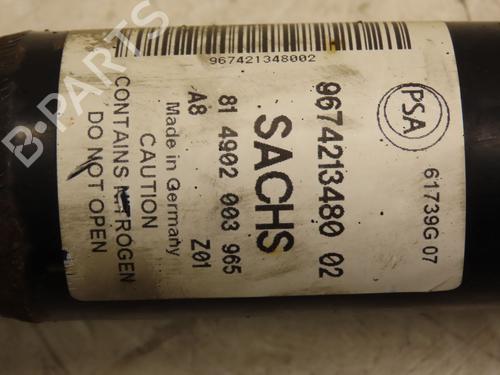 967421348002
PSA
9674213480 02
61739G 07
SACHS
81 4902 003 965
A8
Z01
Made in Germany
CAUTION
CONTAINS NITROGEN
DO NOT OPEN
B-PARTS